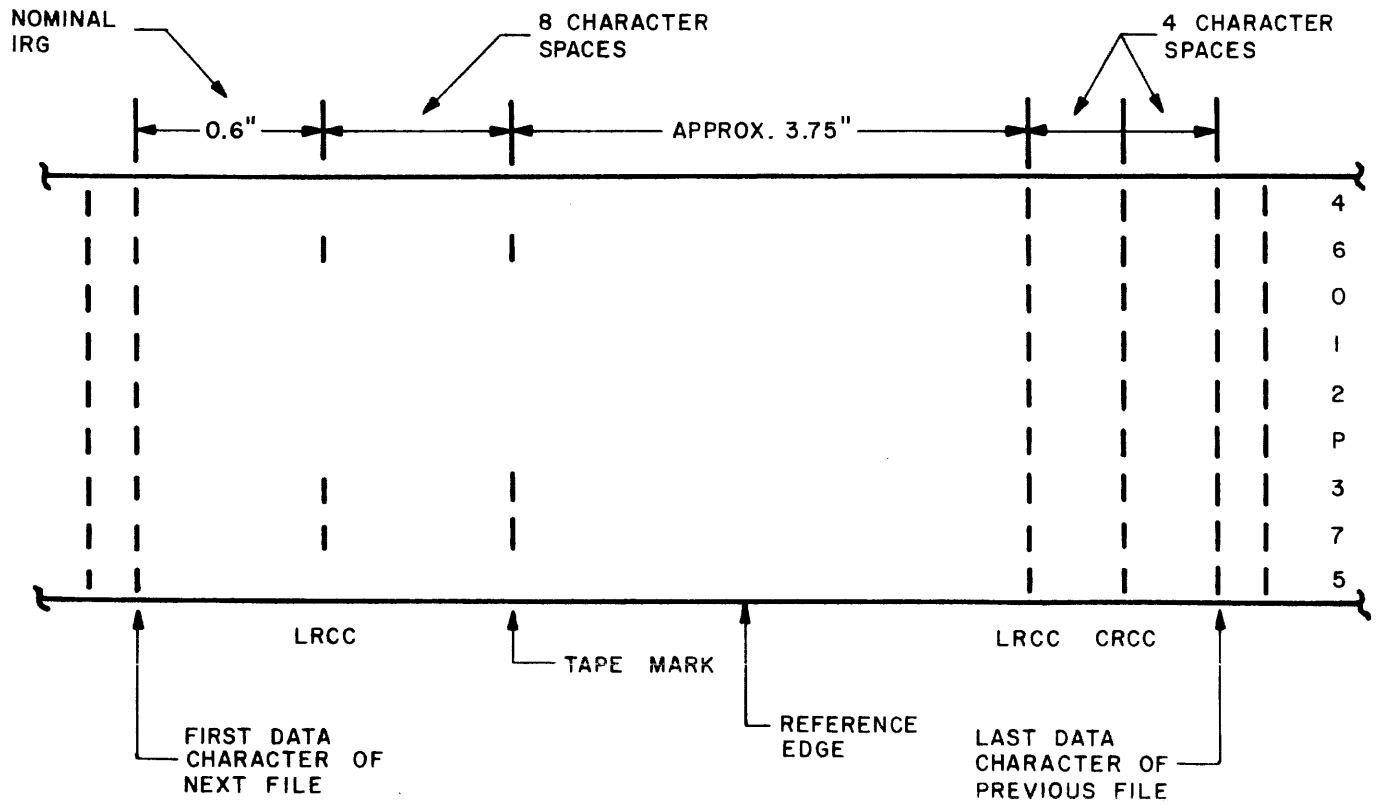 NOMINAL
IRG
8 CHARACTER
SPACES
4 CHARACTER
SPACES
0.6"
APPROX. 3.75"
4
6
0
1
2
P
3
7
5
LRCC
LRCC CRCC
TAPE MARK
REFERENCE
EDGE
FIRST DATA
CHARACTER OF
NEXT FILE
LAST DATA
CHARACTER OF
PREVIOUS FILE